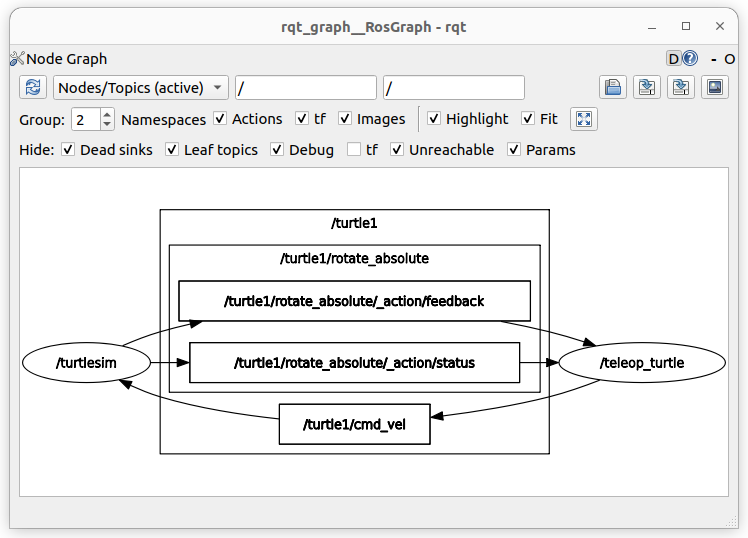 rqt_graph__RosGraph - rqt
Node Graph D ? - O
Nodes/Topics (active) / /
Group: 2 Namespaces Actions tf Images Highlight Fit
Hide: Dead sinks Leaf topics Debug tf Unreachable Params
/turtle1
/turtle1/rotate_absolute
/turtle1/rotate_absolute/_action/feedback
/turtlesim /turtle1/rotate_absolute/_action/status /teleop_turtle
/turtle1/cmd_vel